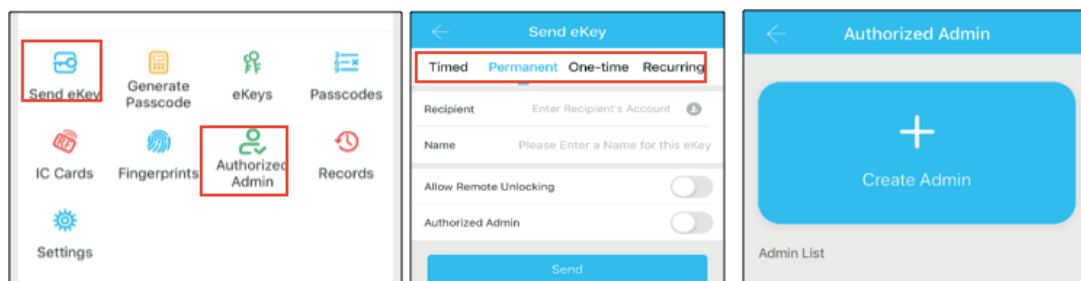 Send eKey
Generate
Passcode
eKeys
Passcodes
IC Cards
Fingerprints
Authorized
Admin
Records
Settings
Send eKey
Timed Permanent One-time Recurring
Recipient Enter Recipient's Account
Name Please Enter a Name for this eKey
Allow Remote Unlocking
Authorized Admin
Send
Authorized Admin
Create Admin
Admin List